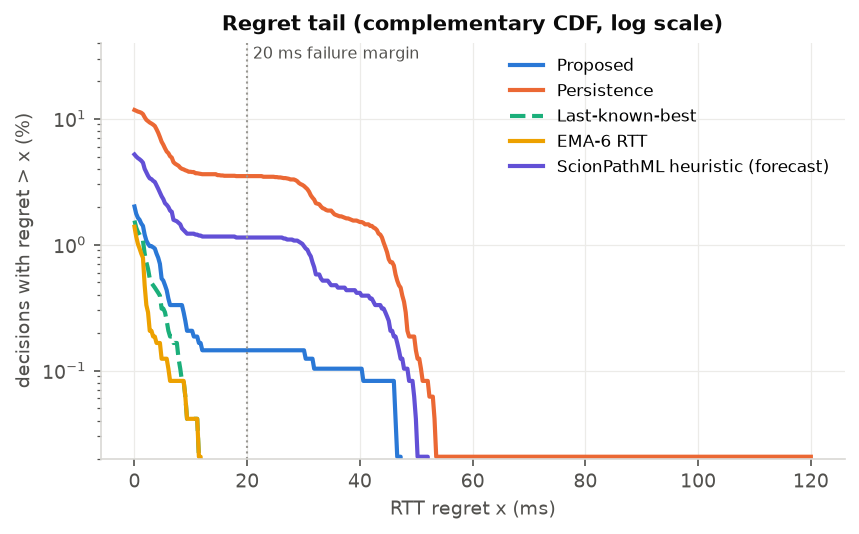 Regret tail (complementary CDF, log scale)
20 ms failure margin
Proposed
Persistence
Last-known-best
EMA-6 RTT
ScionPathML heuristic (forecast)
decisions with regret > x (%)
10¹
10⁰
10⁻¹
0 20 40 60 80 100 120
RTT regret x (ms)